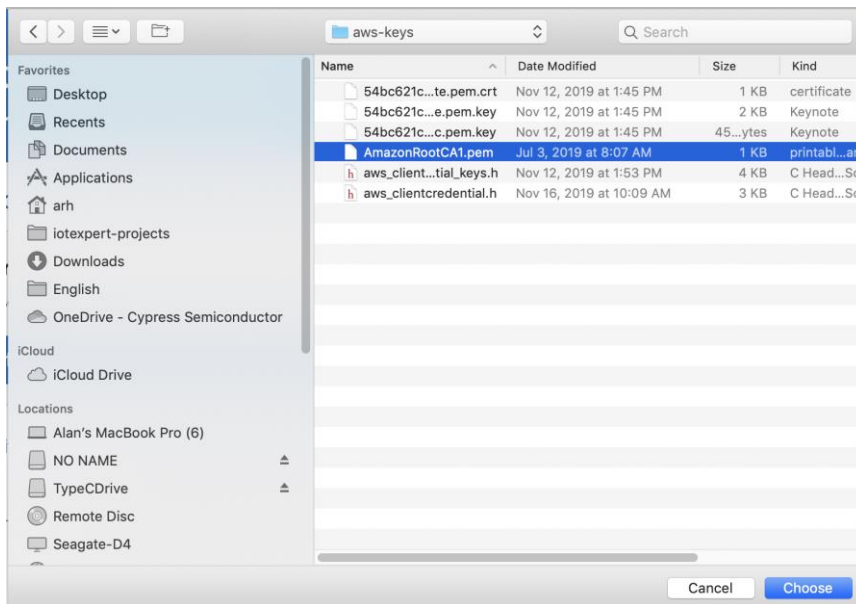 aws-keys
Search
Favorites
Desktop
Recents
Documents
Applications
arh
iotexpert-projects
Downloads
English
OneDrive - Cypress Semiconductor
iCloud
iCloud Drive
Locations
Alan's MacBook Pro (6)
NO NAME
TypeCDrive
Remote Disc
Seagate-D4
Name Date Modified Size Kind
54bc621c...te.pem.crt Nov 12, 2019 at 1:45 PM 1 KB certificate
54bc621c...e.pem.key Nov 12, 2019 at 1:45 PM 2 KB Keynote
54bc621c...c.pem.key Nov 12, 2019 at 1:45 PM 45...ytes Keynote
AmazonRootCA1.pem Jul 3, 2019 at 8:07 AM 1 KB printabl...ar
aws_client...tial_keys.h Nov 12, 2019 at 1:53 PM 4 KB C Head...So
aws_clientcredential.h Nov 16, 2019 at 10:09 AM 3 KB C Head...So
Cancel Choose